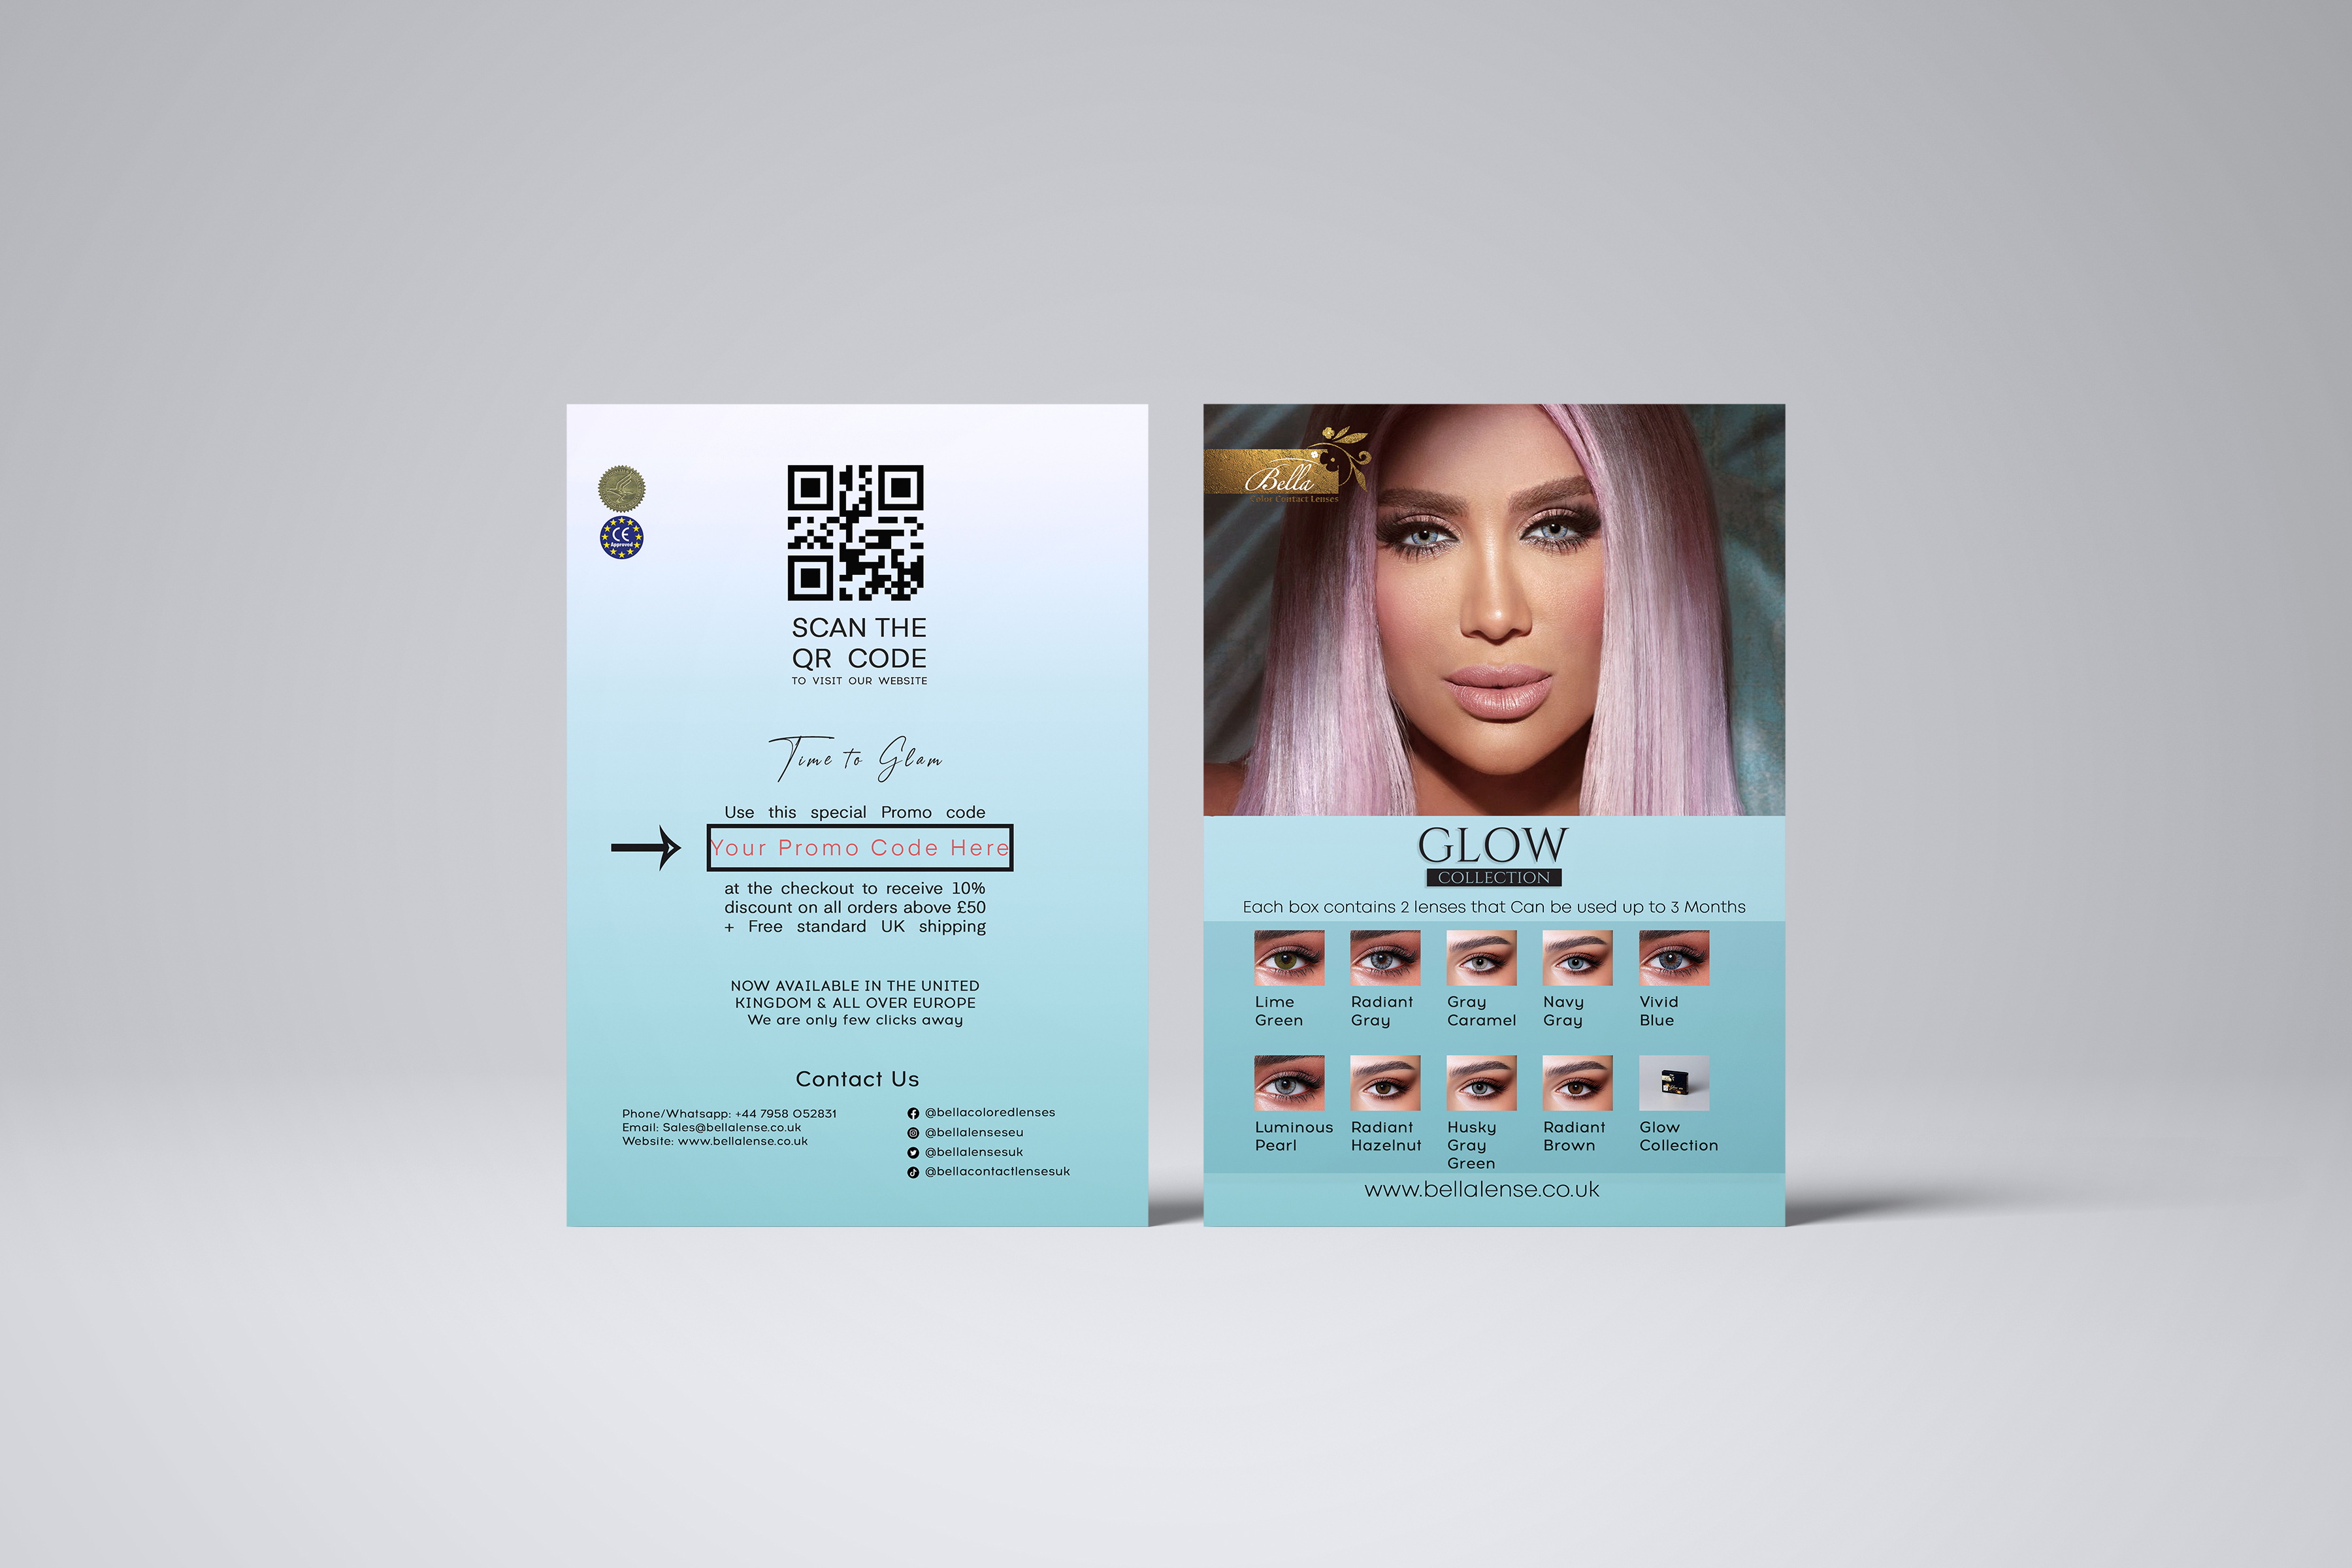 CE
Approved
SCAN THE
QR CODE
TO VISIT OUR WEBSITE
Time to Glam
Use this special Promo code
Your Promo Code Here
at the checkout to receive 10%
discount on all orders above £50
+ Free standard UK shipping
NOW AVAILABLE IN THE UNITED
KINGDOM & ALL OVER EUROPE
We are only few clicks away
Contact Us
Phone/Whatsapp: +44 7958 052831
Email: Sales@bellalense.co.uk
Website: www.bellalense.co.uk
@bellacoloredlenses
@bellalenseseu
@bellalensesuk
@bellacontactlensesuk
Bella
Color Contact Lenses
GLOW
COLLECTION
Each box contains 2 lenses that Can be used up to 3 Months
Lime
Green
Radiant
Gray
Gray
Caramel
Navy
Gray
Vivid
Blue
Luminous
Pearl
Radiant
Hazelnut
Husky
Gray
Green
Radiant
Brown
Glow
Collection
www.bellalense.co.uk